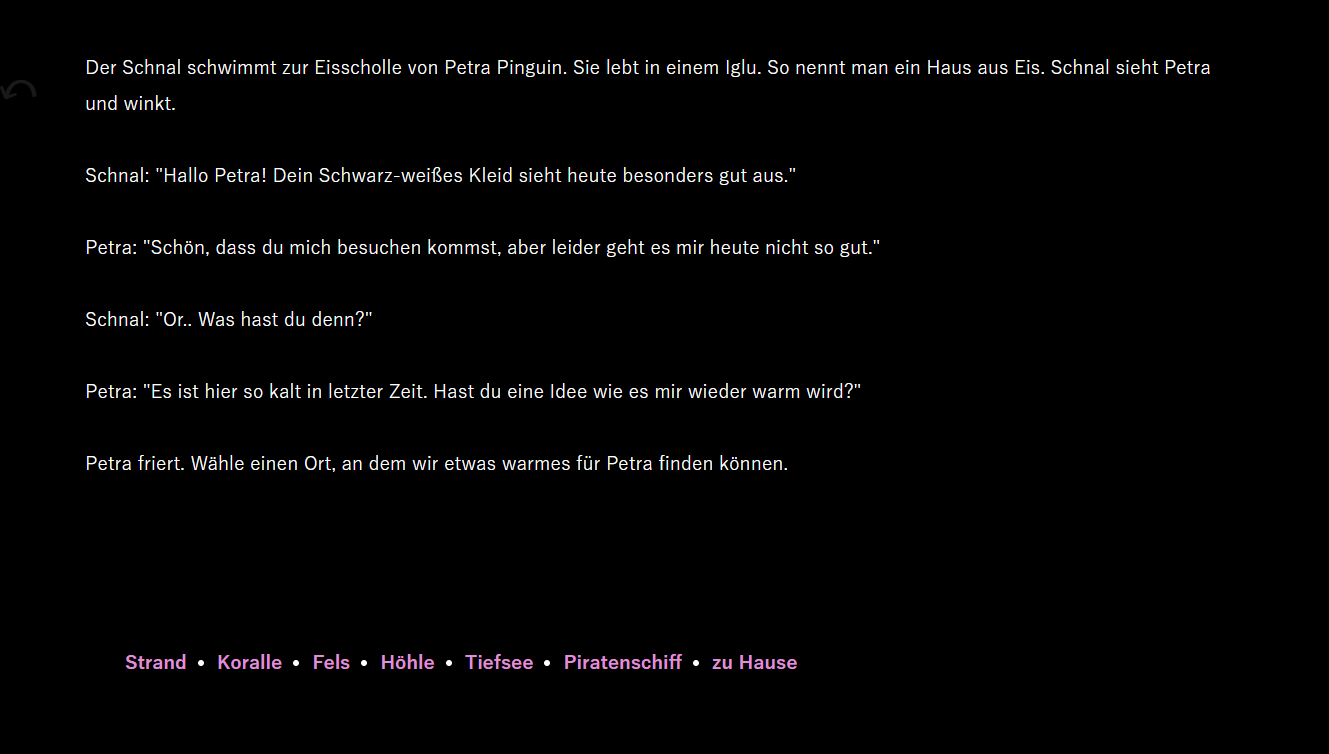 Der Schnal schwimmt zur Eisscholle von Petra Pinguin. Sie lebt in einem Iglu. So nennt man ein Haus aus Eis. Schnal sieht Petra
und winkt.
Schnal: "Hallo Petra! Dein Schwarz-weißes Kleid sieht heute besonders gut aus."
Petra: "Schön, dass du mich besuchen kommst, aber leider geht es mir heute nicht so gut."
Schnal: "Or.. Was hast du denn?"
Petra: "Es ist hier so kalt in letzter Zeit. Hast du eine Idee wie es mir wieder warm wird?"
Petra friert. Wähle einen Ort, an dem wir etwas warmes für Petra finden können.
Strand • Koralle • Fels • Höhle • Tiefsee • Piratenschiff • zu Hause